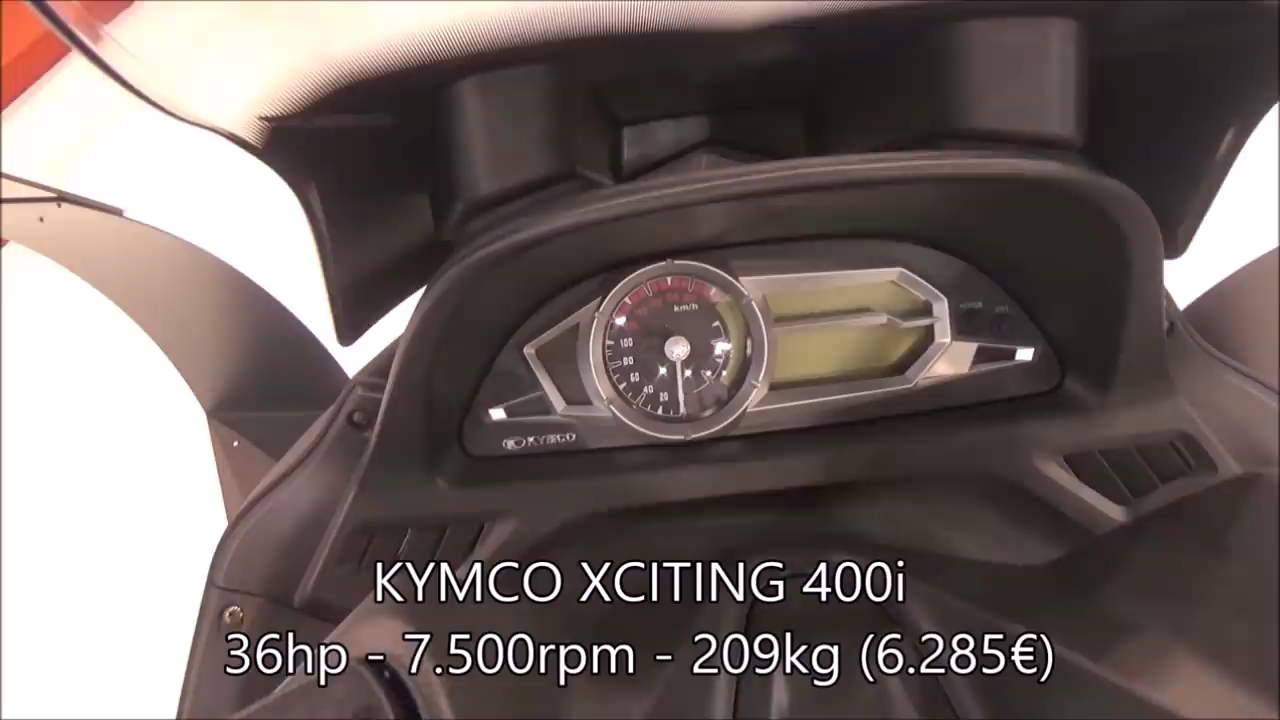 km/h
100
80
60
40
20
KYMCO
KYMCO XCITING 400i
36hp - 7.500rpm - 209kg (6.285€)